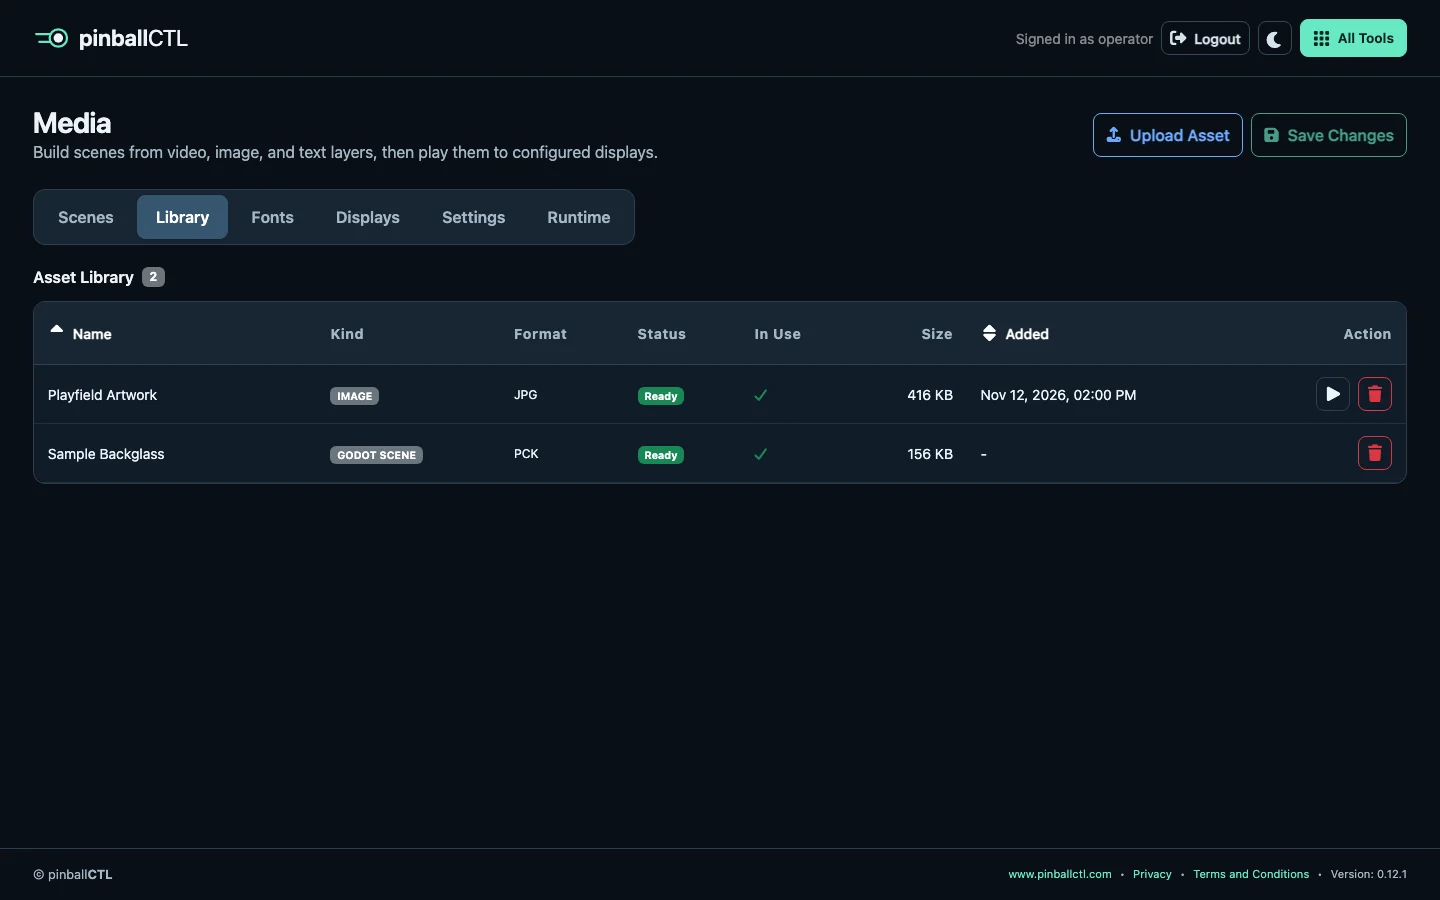 pinballCTL
Signed in as operator
Logout
All Tools
Media
Build scenes from video, image, and text layers, then play them to configured displays.
Upload Asset
Save Changes
Scenes Library Fonts Displays Settings Runtime
Asset Library 2
Name Kind Format Status In Use Size Added Action
Playfield Artwork IMAGE JPG Ready 416 KB Nov 12, 2026, 02:00 PM
Sample Backglass GODOT SCENE PCK Ready 156 KB -
© pinballCTL
www.pinballctl.com • Privacy • Terms and Conditions • Version: 0.12.1